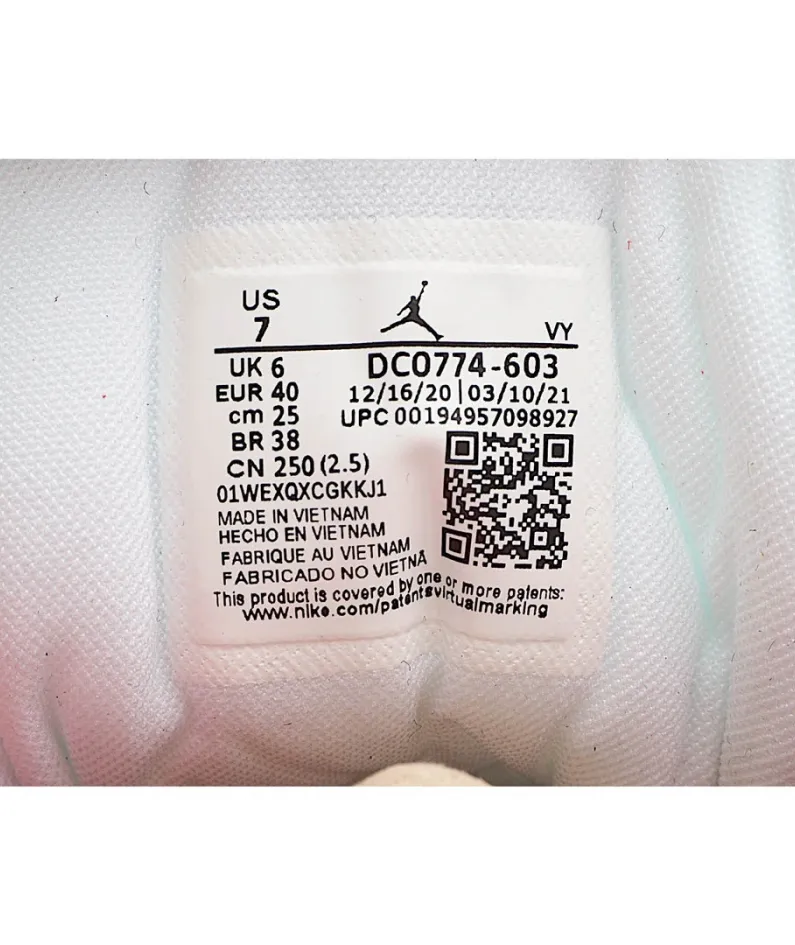 US
7
VY
UK 6
DC0774-603
EUR 40
12/16/20 | 03/10/21
cm 25
UPC 00194957098927
BR 38
CN 250 (2.5)
01WEXQXCGKKJ1
MADE IN VIETNAM
HECHO EN VIETNAM
FABRIQUE AU VIETNAM
FABRICADO NO VIETNÃ
This product is covered by one or more patents:
www.nike.com/patentsvirtualmarking